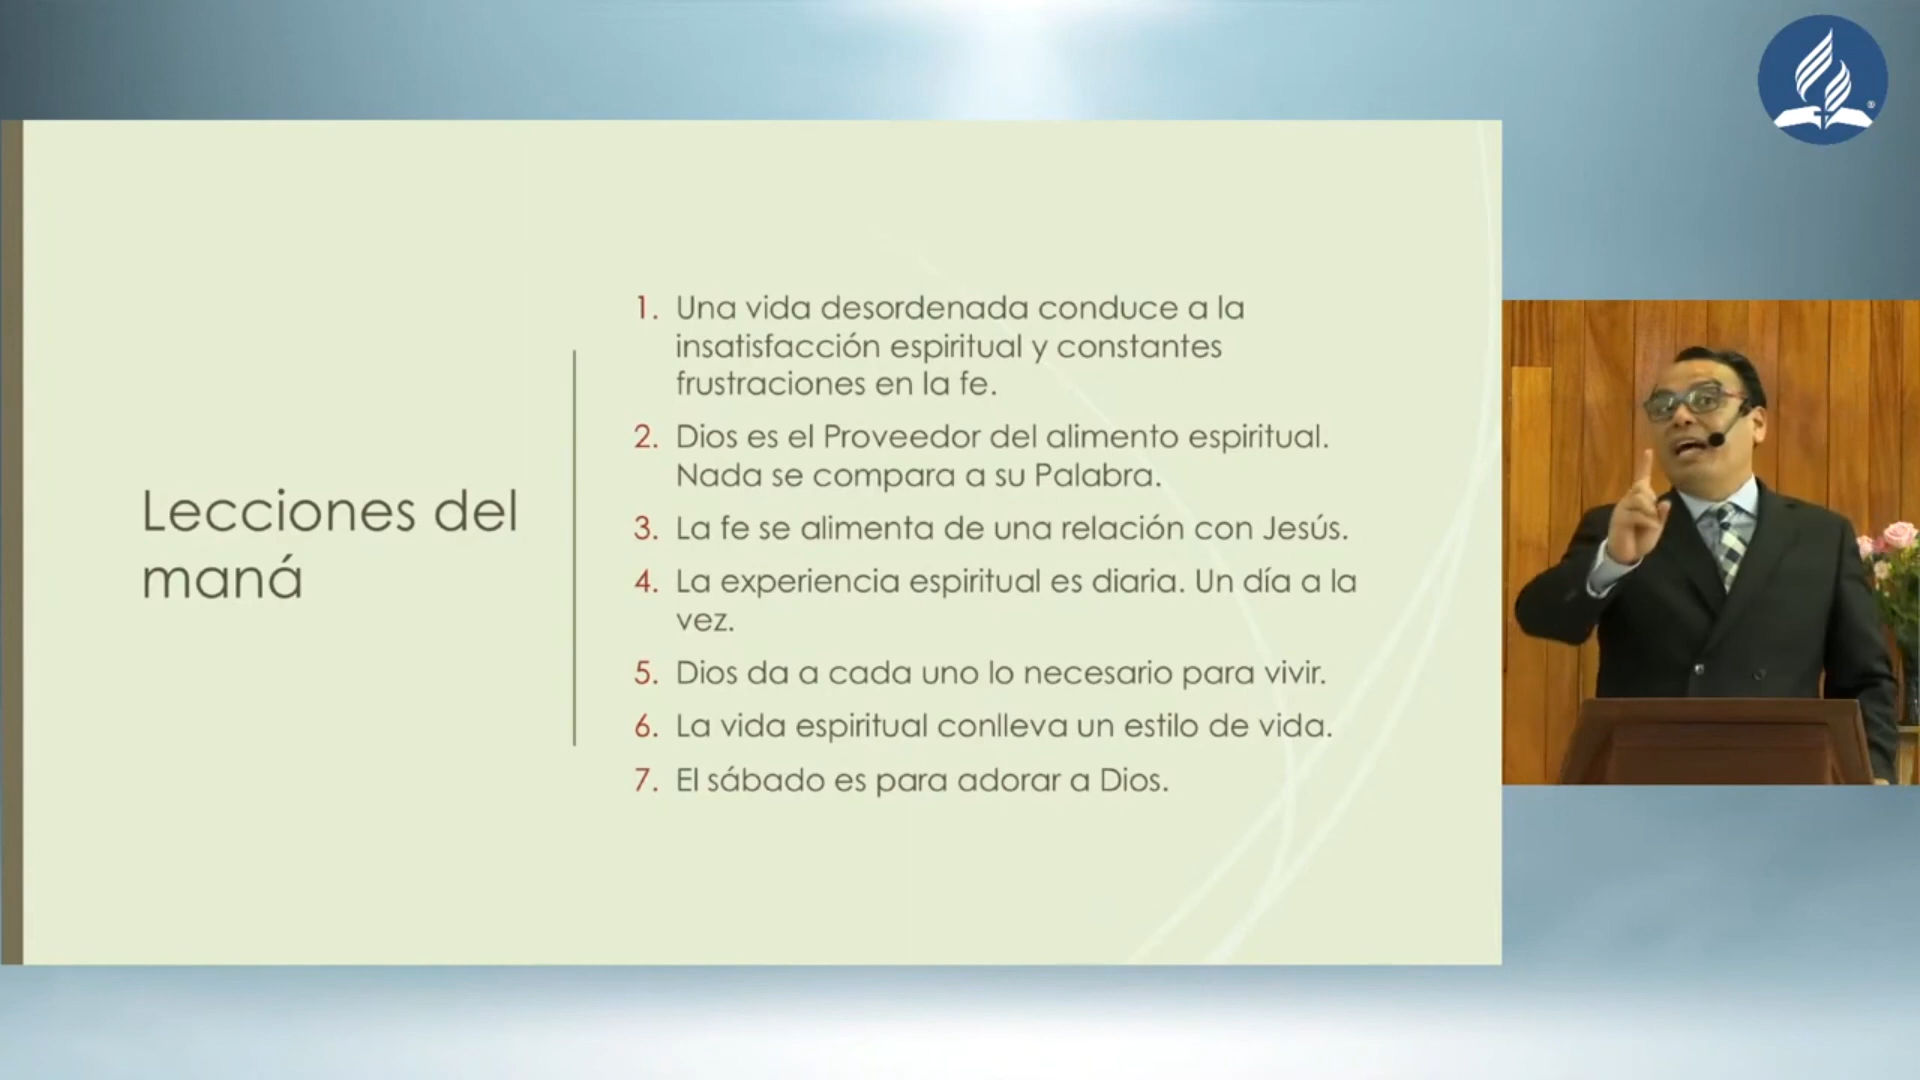 Lecciones del
maná
1. Una vida desordenada conduce a la
insatisfacción espiritual y constantes
frustraciones en la fe.
2. Dios es el Proveedor del alimento espiritual.
Nada se compara a su Palabra.
3. La fe se alimenta de una relación con Jesús.
4. La experiencia espiritual es diaria. Un día a la
vez.
5. Dios da a cada uno lo necesario para vivir.
6. La vida espiritual conlleva un estilo de vida.
7. El sábado es para adorar a Dios.
®